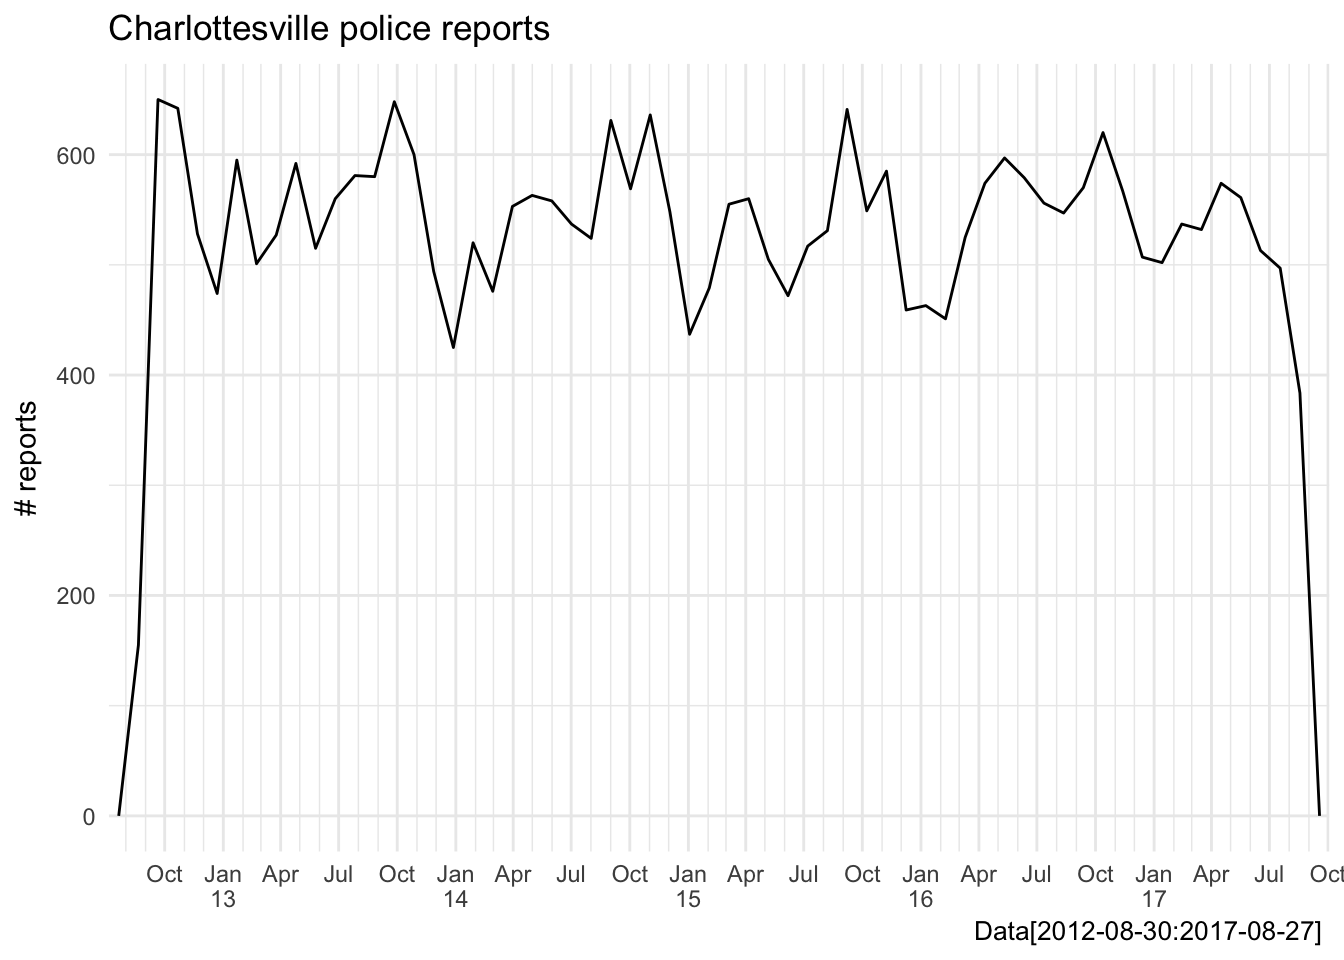 Charlottesville police reports
# reports
600
400
200
0
Oct Jan Apr Jul Oct Jan Apr Jul Oct Jan Apr Jul Oct Jan Apr Jul Oct Jan Apr Jul Oct
13 14 15 16 17
Data[2012-08-30:2017-08-27]